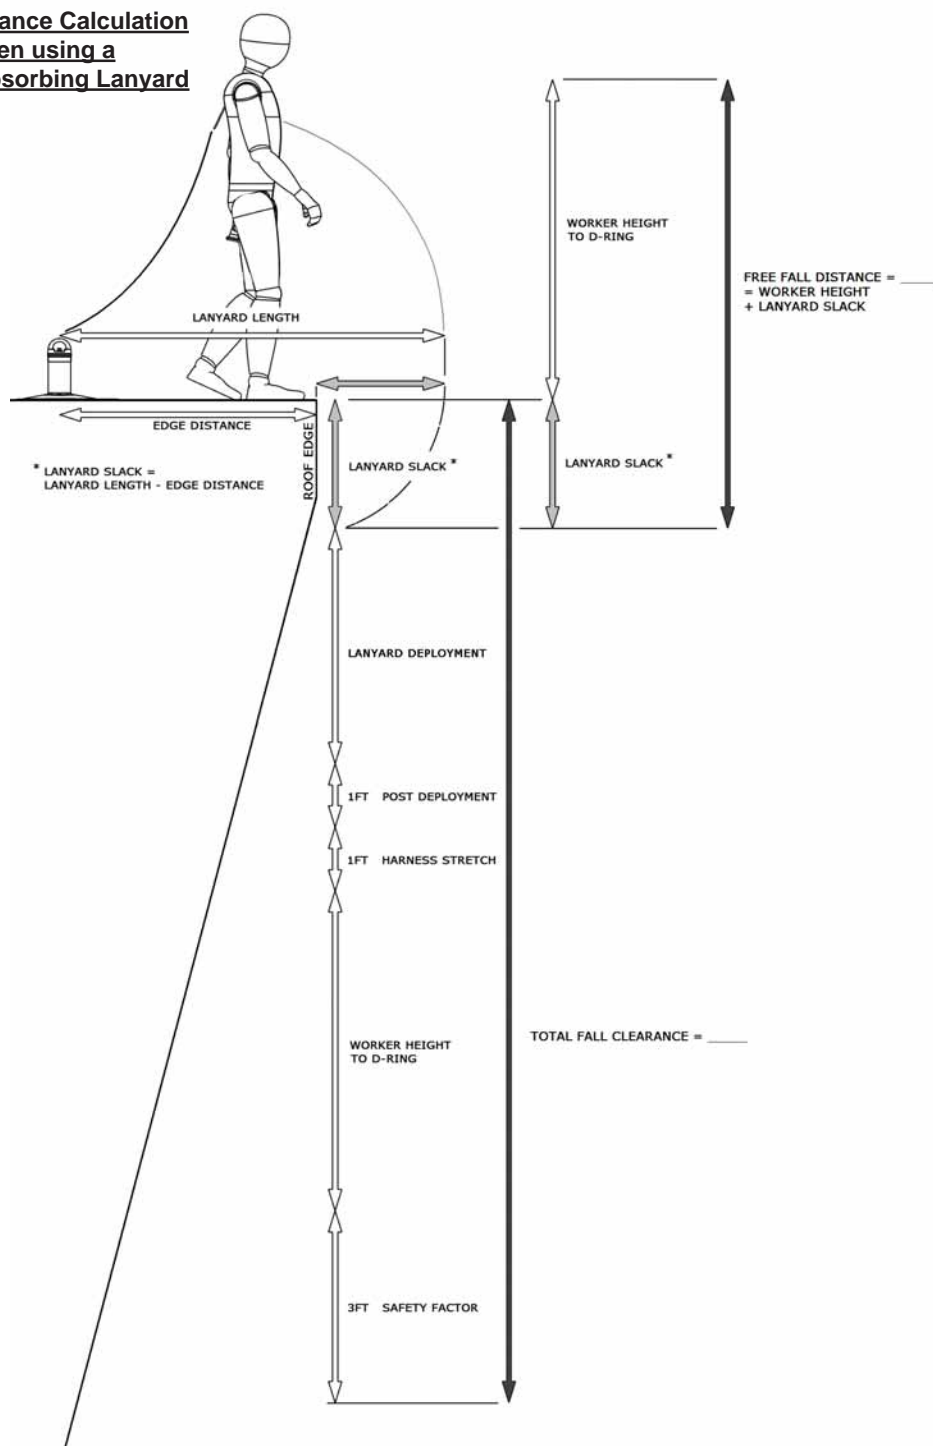 ance Calculation
en using a
sorbing Lanyard
WORKER HEIGHT
TO D-RING
FREE FALL DISTANCE = _____
= WORKER HEIGHT
+ LANYARD SLACK
LANYARD LENGTH
EDGE DISTANCE
ROOF EDGE
LANYARD SLACK *
LANYARD SLACK *
* LANYARD SLACK =
LANYARD LENGTH - EDGE DISTANCE
LANYARD DEPLOYMENT
1FT POST DEPLOYMENT
1FT HARNESS STRETCH
WORKER HEIGHT
TO D-RING
TOTAL FALL CLEARANCE = _____
3FT SAFETY FACTOR